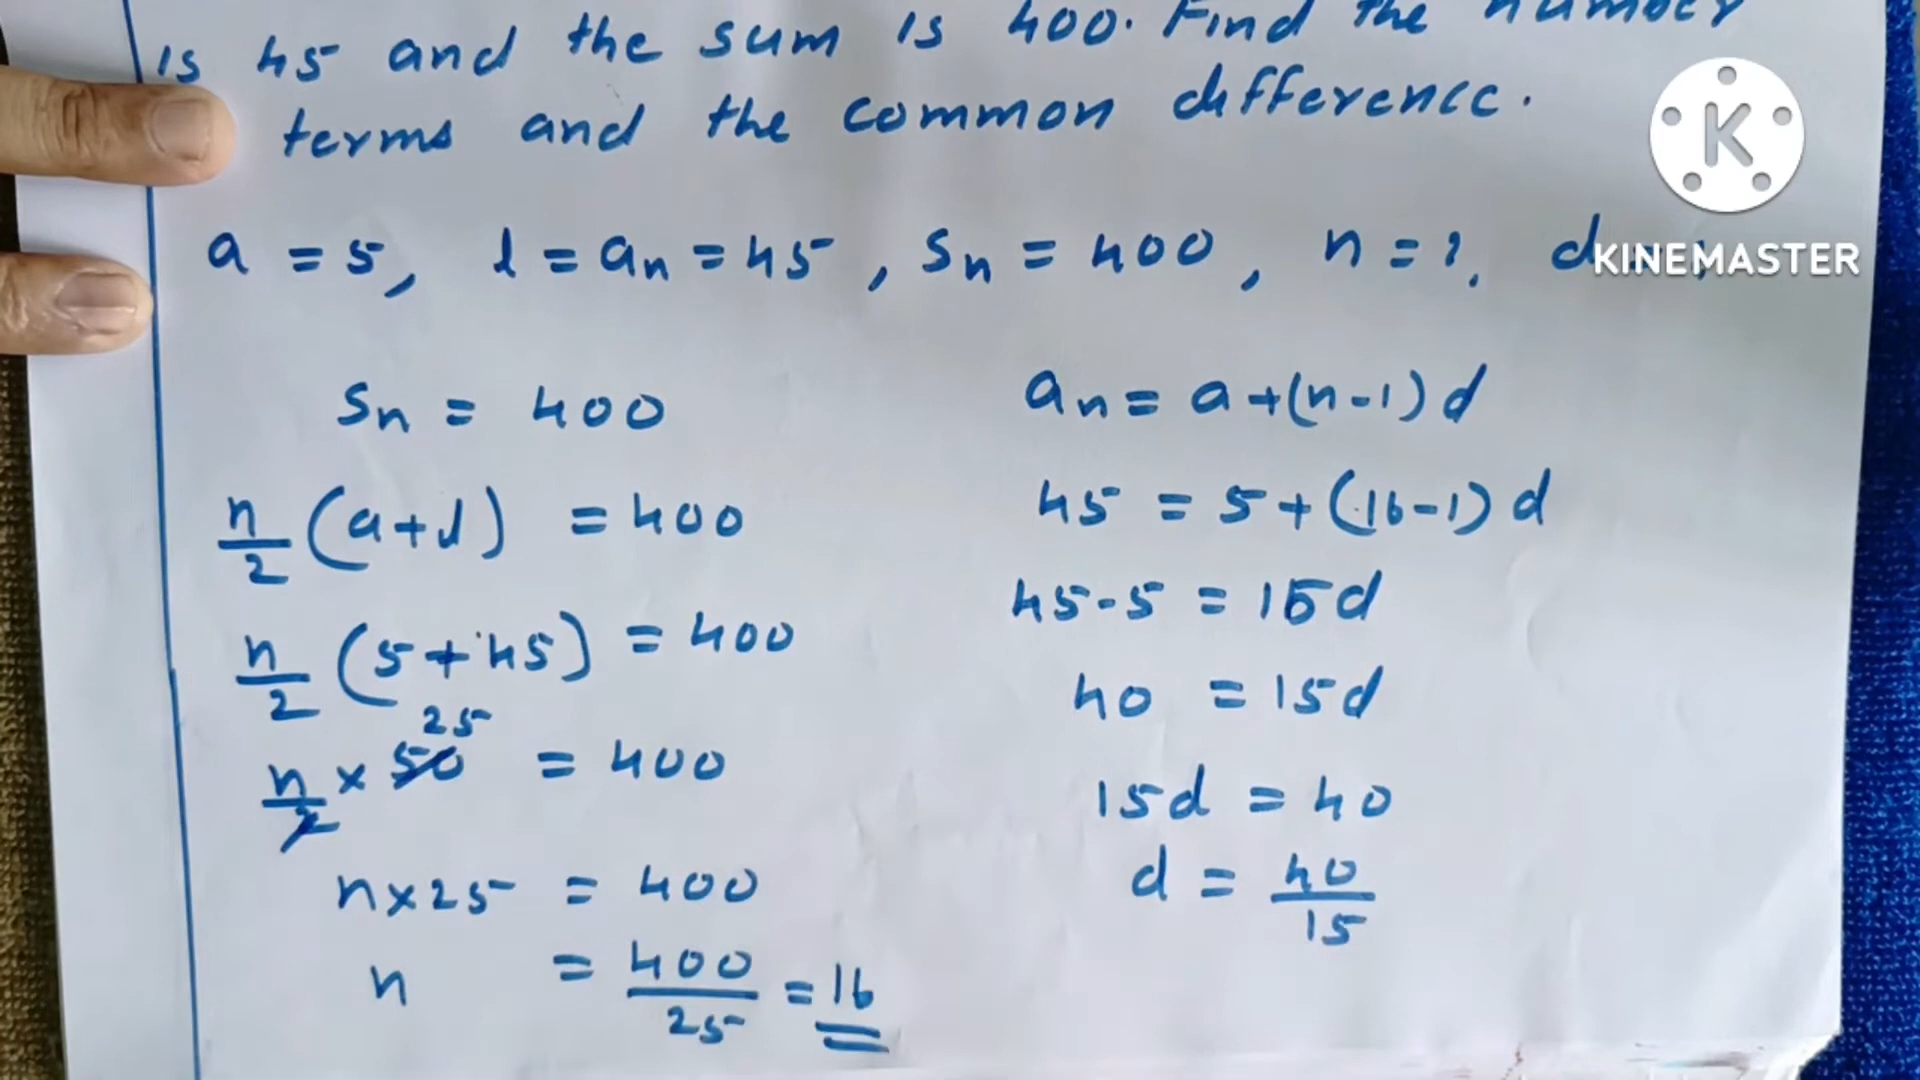 is 45 and the sum is 400. Find the number
terms and the common difference.
K
KINEMASTER
a = 5, l = an = 45, Sn = 400, n = ?, d
Sn = 400
n/2 (a+l) = 400
n/2 (5+45) = 400
25
n/2 × 50 = 400
n×25 = 400
n = 400/25 = 16
an = a+(n-1)d
45 = 5+(16-1)d
45-5 = 15d
40 = 15d
15d = 40
d = 40/15